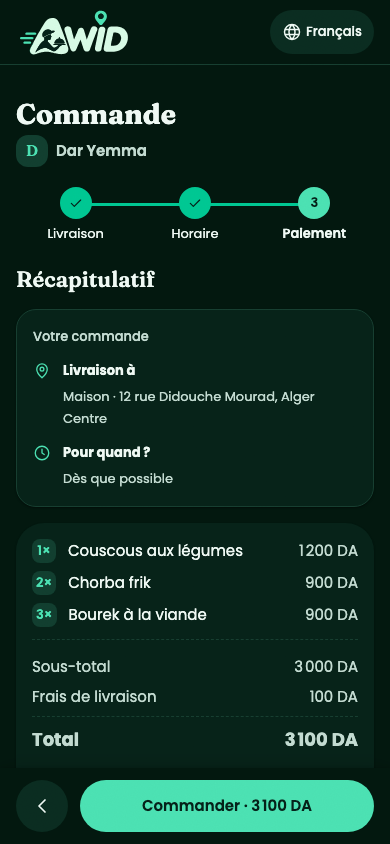 AWID
Français
Commande
D
Dar Yemma
3
Livraison
Horaire
Paiement
Récapitulatif
Votre commande
Livraison à
Maison · 12 rue Didouche Mourad, Alger
Centre
Pour quand ?
Dès que possible
1× Couscous aux légumes 1 200 DA
2× Chorba frik 900 DA
3× Bourek à la viande 900 DA
Sous-total 3 000 DA
Frais de livraison 100 DA
Total 3 100 DA
Commander · 3 100 DA